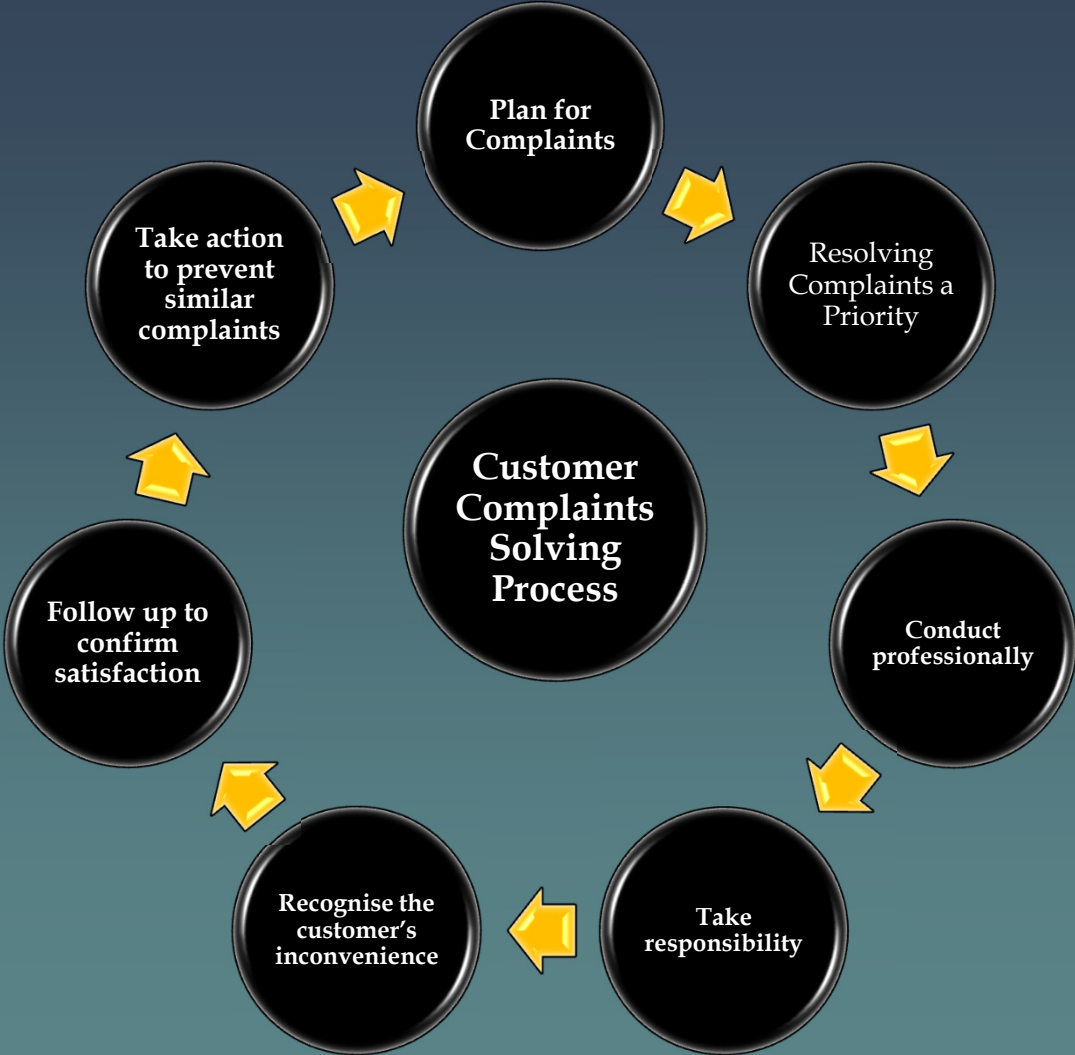 Plan for
Complaints
Resolving
Complaints a
Priority
Conduct
professionally
Take
responsibility
Recognise the
customer’s
inconvenience
Follow up to
confirm
satisfaction
Take action
to prevent
similar
complaints
Customer
Complaints
Solving
Process